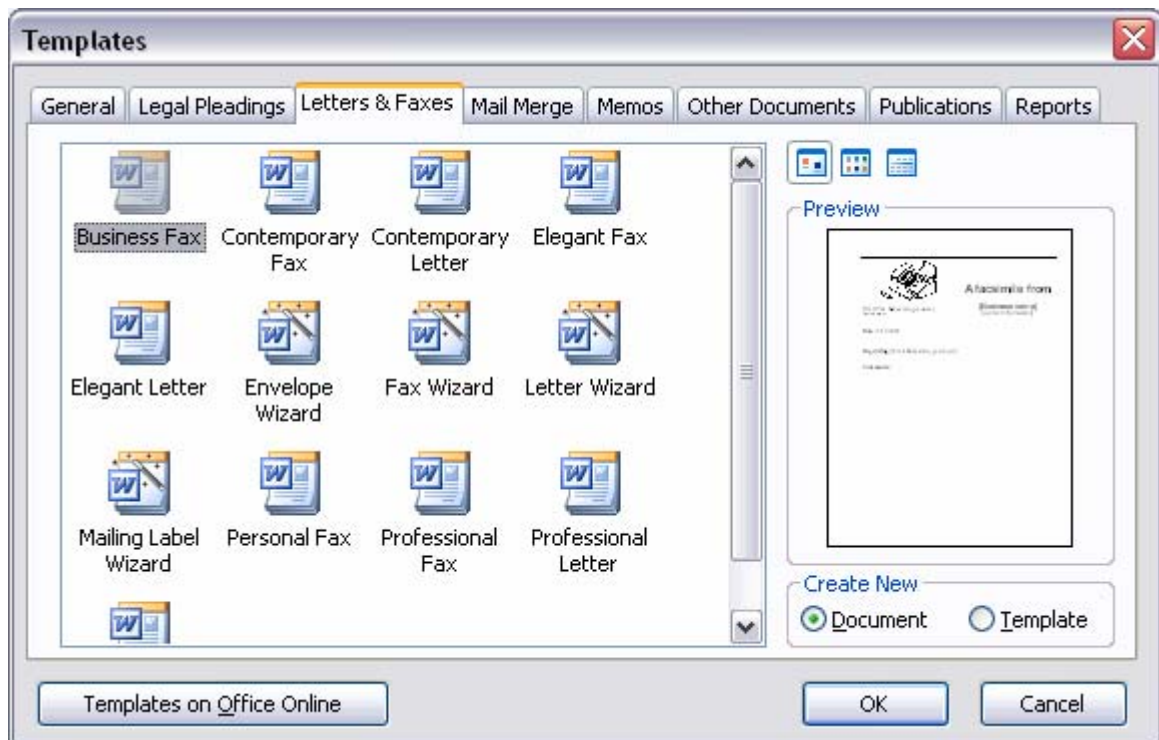 Templates
General Legal Pleadings Letters & Faxes Mail Merge Memos Other Documents Publications Reports
Business Fax
Contemporary
Fax
Contemporary
Letter
Elegant Fax
Elegant Letter
Envelope
Wizard
Fax Wizard
Letter Wizard
Mailing Label
Wizard
Personal Fax
Professional
Fax
Professional
Letter
Preview
A facsimile from
Create New
Document Template
Templates on Office Online
OK Cancel